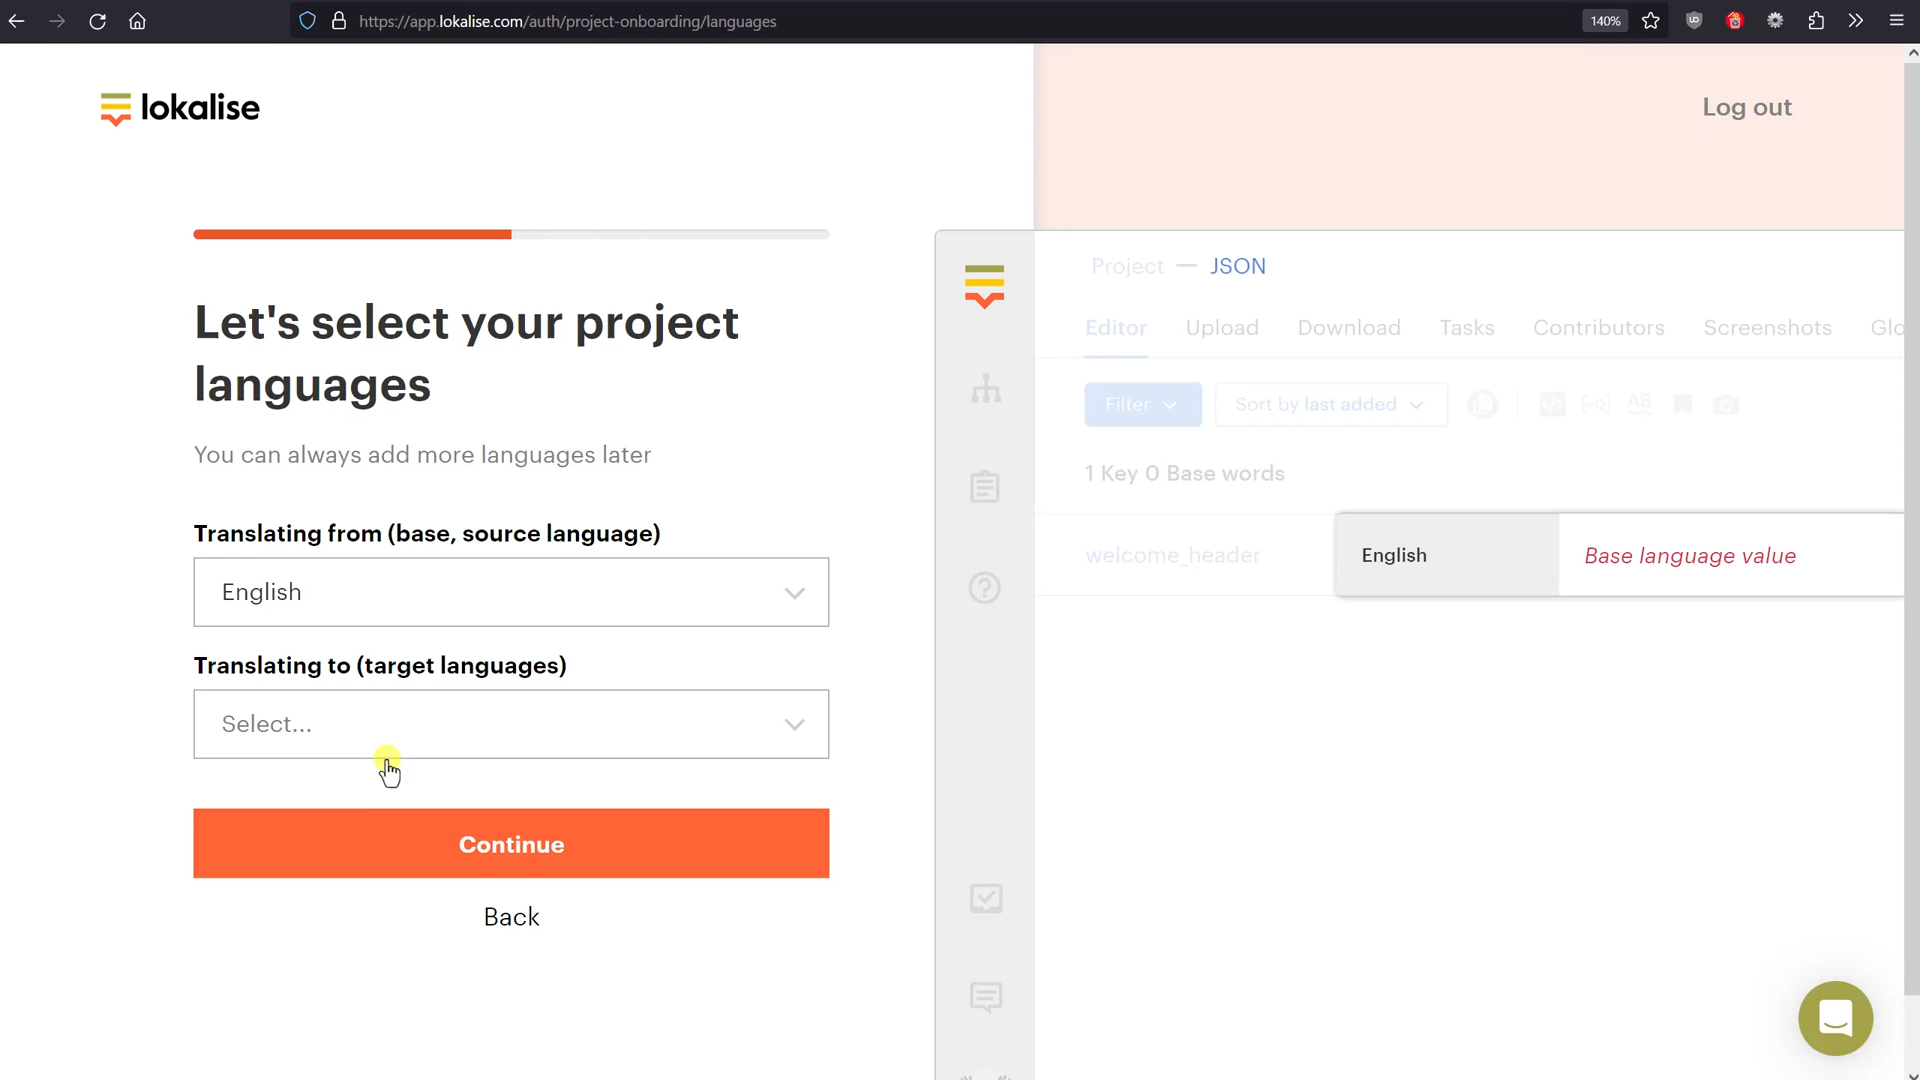 https://app.lokalise.com/auth/project-onboarding/languages
140%
lokalise
Log out
Let's select your project
languages
You can always add more languages later
Translating from (base, source language)
English
Translating to (target languages)
Select...
Continue
Back
Project — JSON
Editor Upload Download Tasks Contributors Screenshots Glo
Filter Sort by last added
1 Key 0 Base words
welcome_header English Base language value